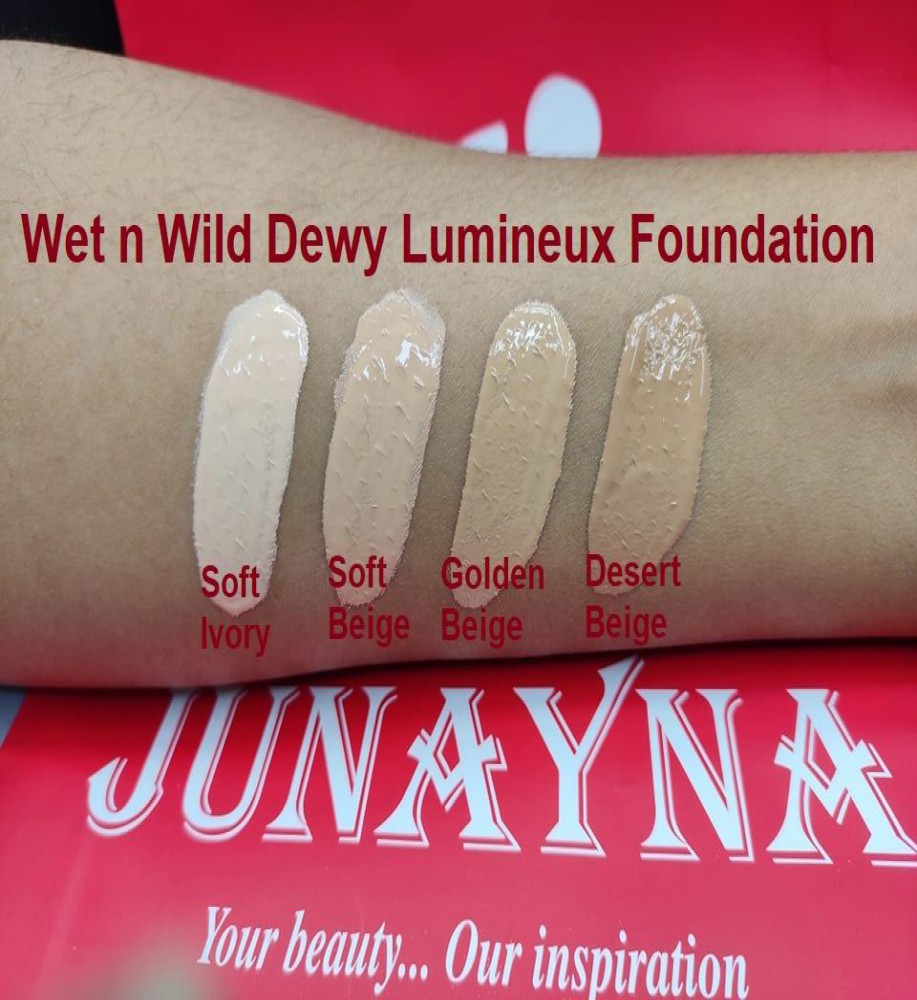 Wet n Wild Dewy Lumineux Foundation
Soft Ivory
Soft Beige
Golden Beige
Desert Beige
JUNAYNA
Your beauty... Our inspiration